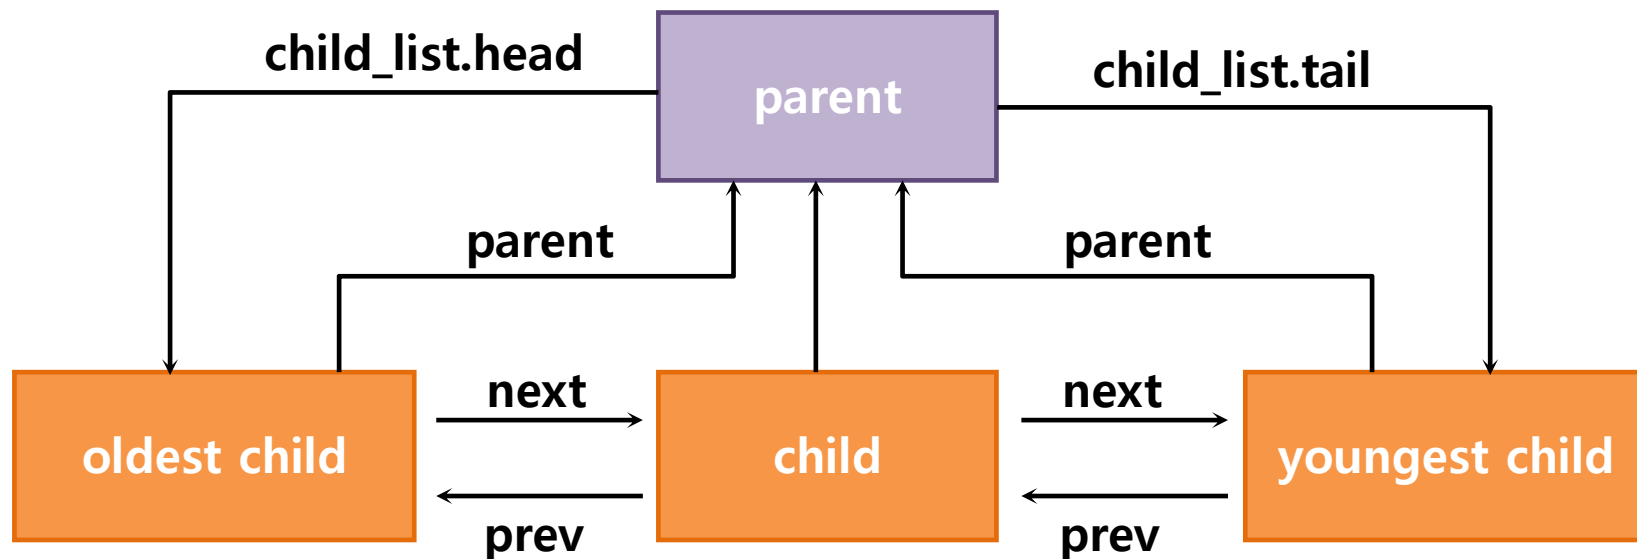 child_list.head
parent
child_list.tail
parent
parent
oldest child
next
child
next
youngest child
prev
prev